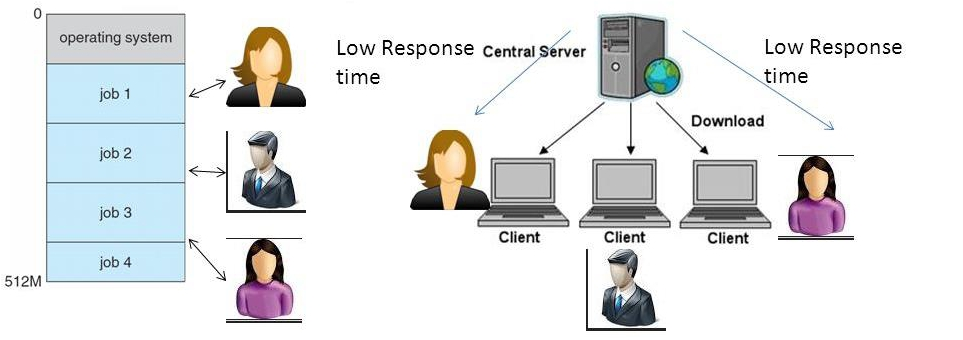 0
operating system
job 1
job 2
job 3
job 4
512M
Low Response
time
Central Server
Low Response
time
Download
Client
Client
Client